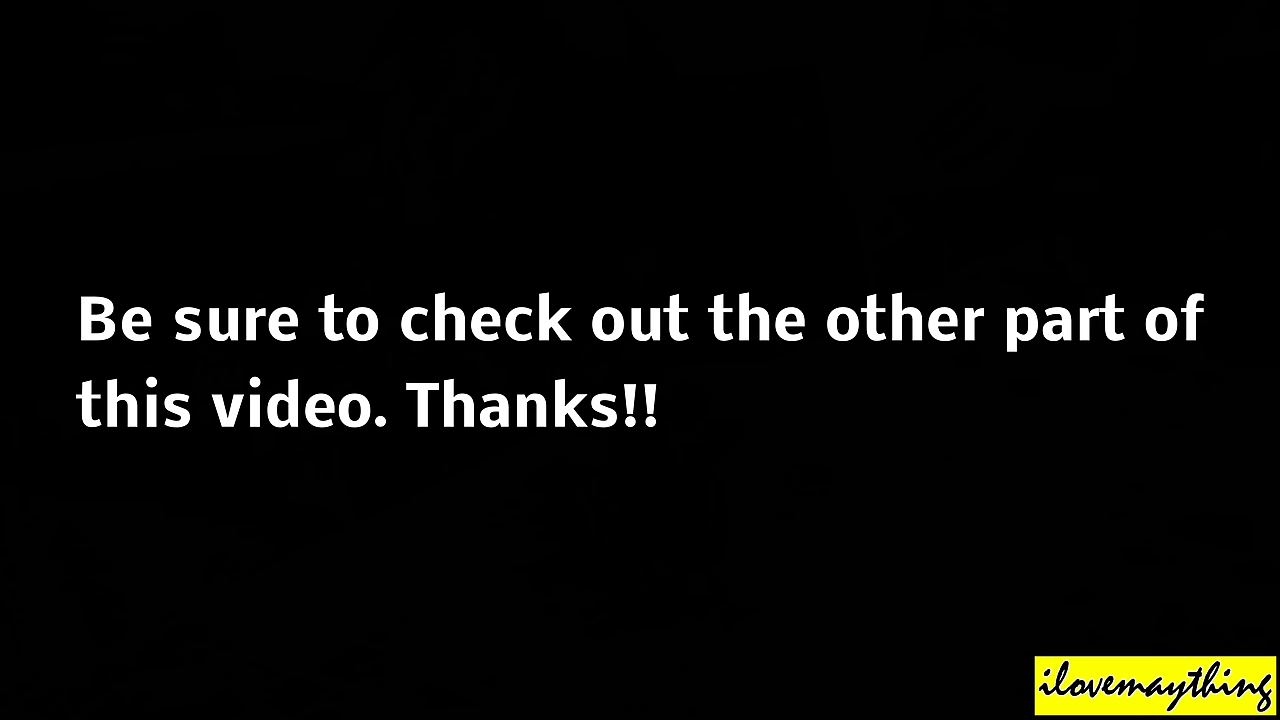 Be sure to check out the other part of
this video. Thanks!!
ilovemaything